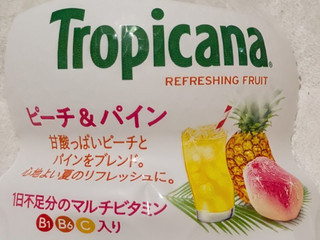 Tropicana®
REFRESHING FRUIT
ピーチ&パイン
甘酸っぱいピーチと
パインをブレンド。
心地よい夏のリフレッシュに。
1日不足分のマルチビタミン
B1 B6 C 入り